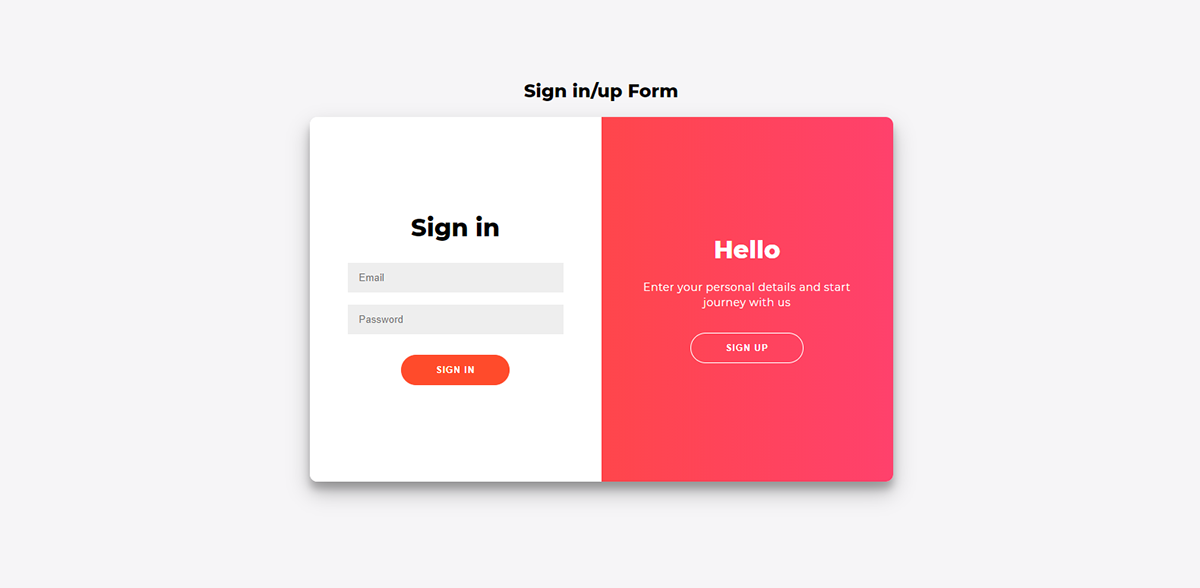 Sign in/up Form
Sign in
Email
Password
SIGN IN
Hello
Enter your personal details and start
journey with us
SIGN UP